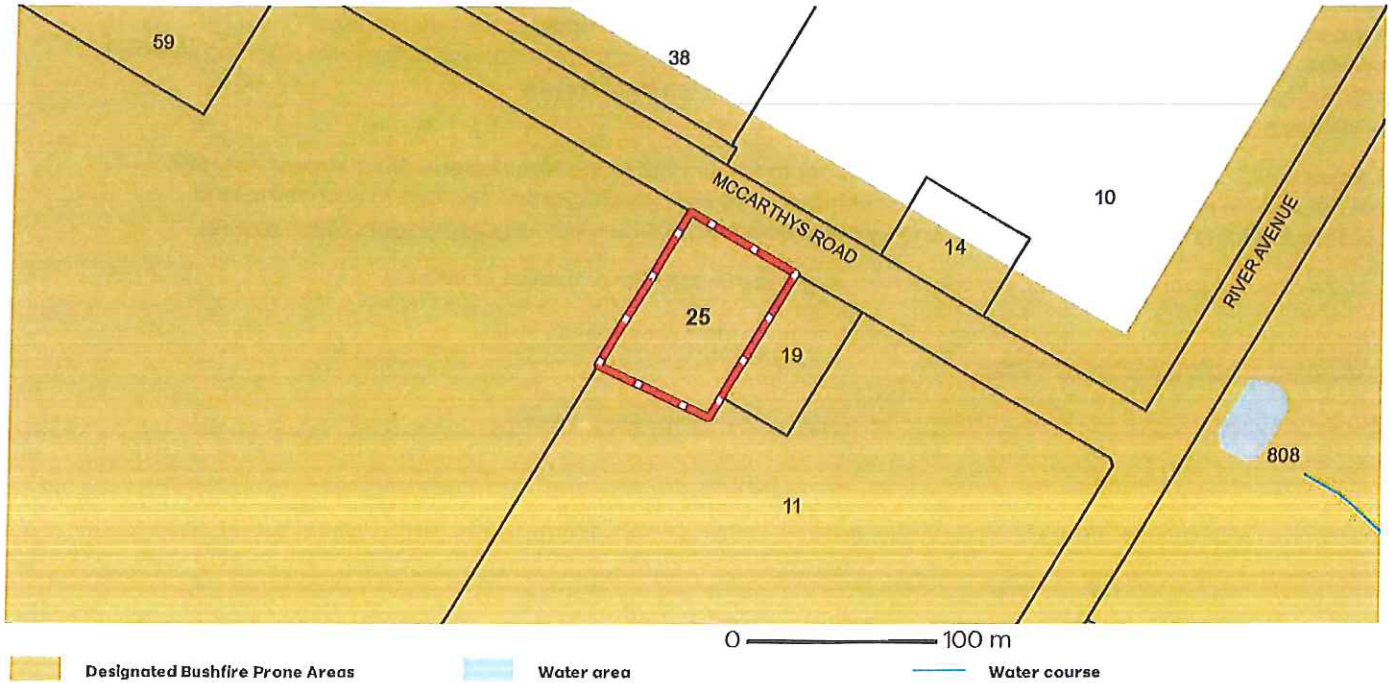 59
38
10
MCCARTHYS ROAD
14
RIVER AVENUE
25
19
808
11
0 100 m
Designated Bushfire Prone Areas
Water area
Water course